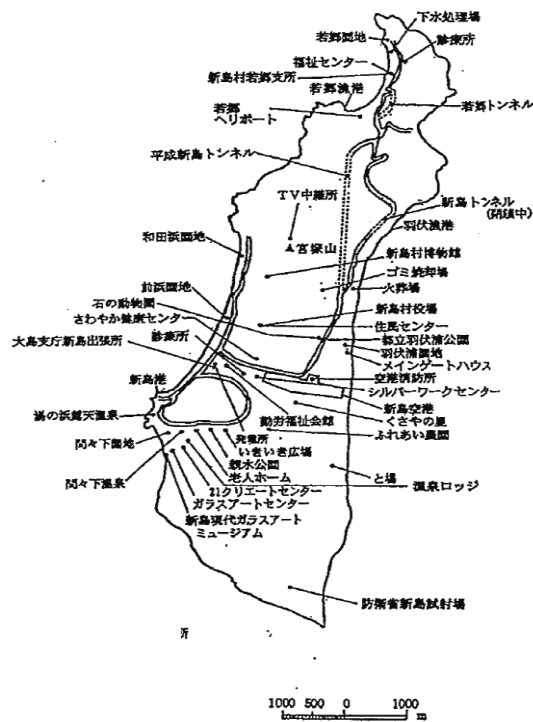 下水処理場
若郷園地
診療所
福祉センター
新島村若郷支所
若郷漁港
若郷
ヘリポート
若郷トンネル
平成新島トンネル
TV中継所
新島トンネル
(閉鎖中)
羽伏漁港
和田浜園地
宮塚山
新島村博物館
ゴミ焼却場
火葬場
前浜園地
石の動物園
さわやか健康センター
新島村役場
住民センター
大島支庁新島出張所
診療所
都立羽伏浦公園
羽伏浦園地
メインゲートハウス
空港消防所
シルバーワークセンター
新島港
新島空港
くさやの里
湯の浜露天温泉
勤労福祉会館
ふれあい農園
発電所
いきいき広場
間々下園地
親水公園
老人ホーム
と場
温泉ロッジ
間々下温泉
21クリエートセンター
ガラスアートセンター
新島現代ガラスアート
ミュージアム
防衛省新島試射場
所
1000 500 0 1000
m